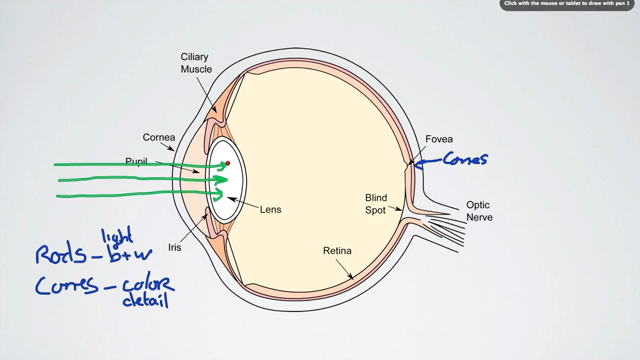 Click with the mouse or tablet to draw with pen 1
Ciliary
Muscle
Cornea
Pupil
Iris
Lens
Fovea
Cones
Blind
Spot
Optic
Nerve
Retina
light
Rods - b+w
Cones - color
detail